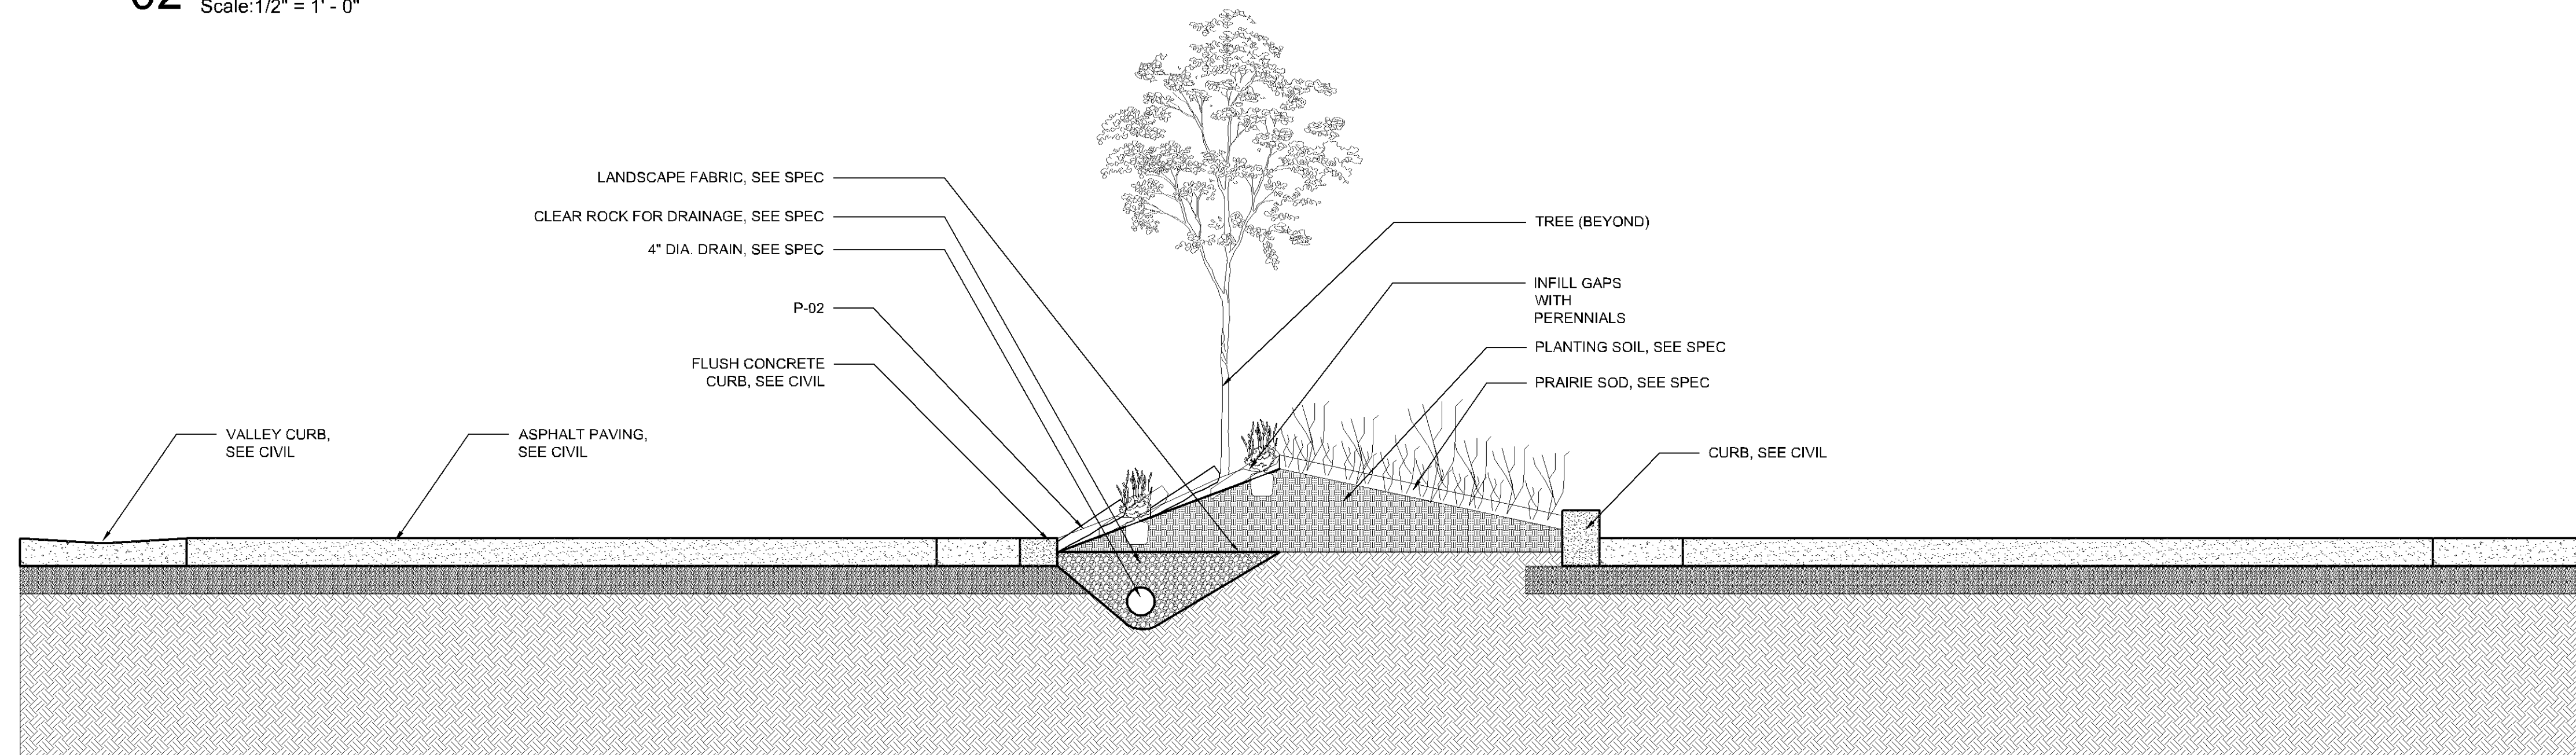 02
Scale:1/2" = 1' - 0"
LANDSCAPE FABRIC, SEE SPEC
CLEAR ROCK FOR DRAINAGE, SEE SPEC
4" DIA. DRAIN, SEE SPEC
P-02
FLUSH CONCRETE
CURB, SEE CIVIL
VALLEY CURB,
SEE CIVIL
ASPHALT PAVING,
SEE CIVIL
TREE (BEYOND)
INFILL GAPS
WITH
PERENNIALS
PLANTING SOIL, SEE SPEC
PRAIRIE SOD, SEE SPEC
CURB, SEE CIVIL